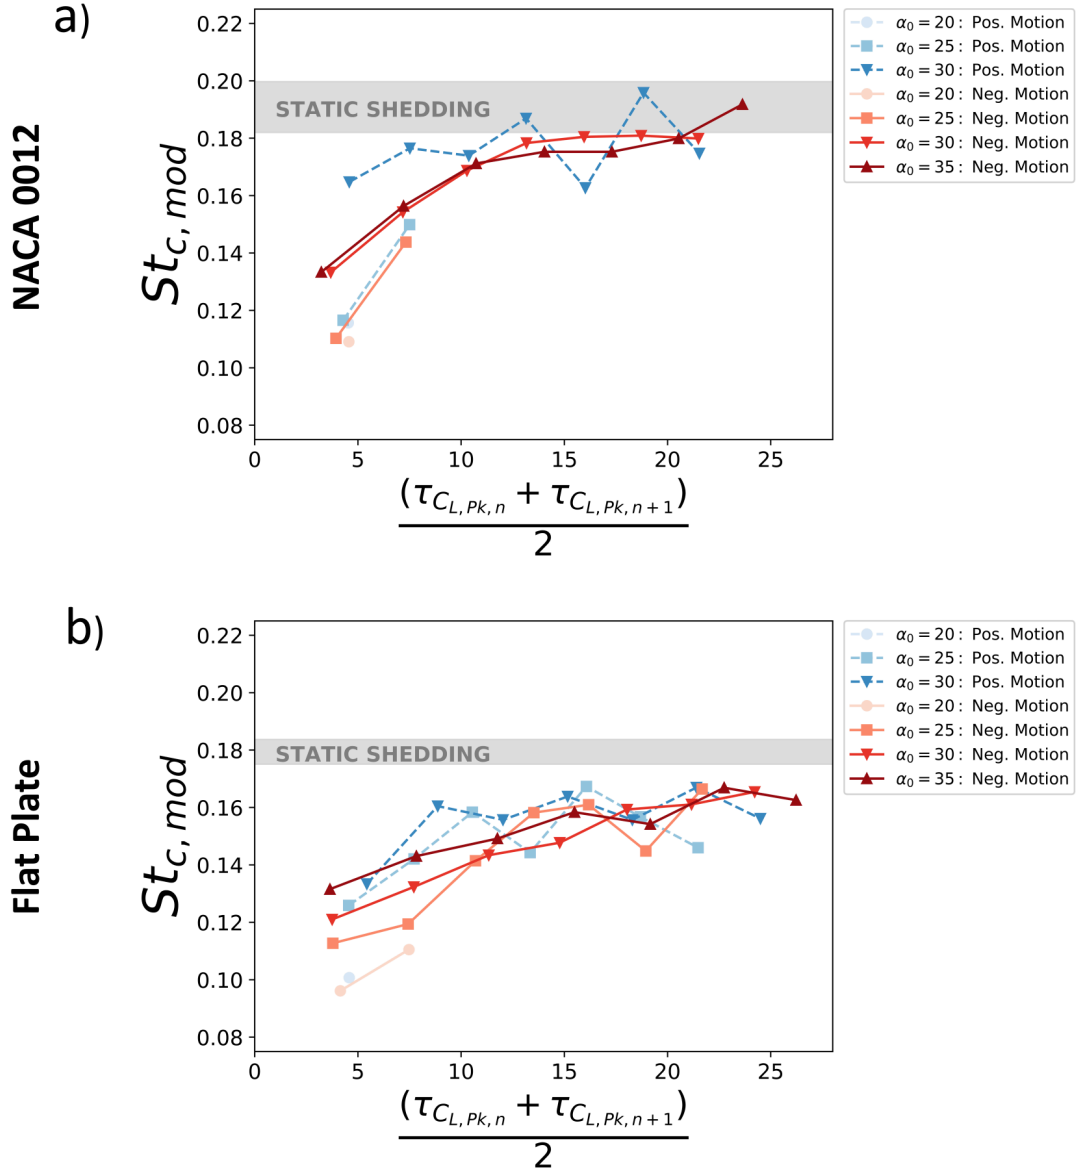 a)
NACA 0012
0.22
0.20
0.18
0.16
0.14
0.12
0.10
0.08
St_{c, mod}
STATIC SHEDDING
0 5 10 15 20 25
(τ_{C_{L, Pk, n}} + τ_{C_{L, Pk, n+1}})
2
α₀ = 20 : Pos. Motion
α₀ = 25 : Pos. Motion
α₀ = 30 : Pos. Motion
α₀ = 20 : Neg. Motion
α₀ = 25 : Neg. Motion
α₀ = 30 : Neg. Motion
α₀ = 35 : Neg. Motion
b)
Flat Plate
0.22
0.20
0.18
0.16
0.14
0.12
0.10
0.08
St_{c, mod}
STATIC SHEDDING
0 5 10 15 20 25
(τ_{C_{L, Pk, n}} + τ_{C_{L, Pk, n+1}})
2
α₀ = 20 : Pos. Motion
α₀ = 25 : Pos. Motion
α₀ = 30 : Pos. Motion
α₀ = 20 : Neg. Motion
α₀ = 25 : Neg. Motion
α₀ = 30 : Neg. Motion
α₀ = 35 : Neg. Motion